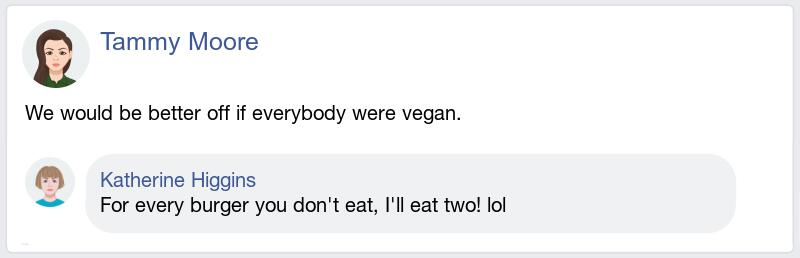 Tammy Moore
We would be better off if everybody were vegan.
Katherine Higgins
For every burger you don't eat, I'll eat two! lol